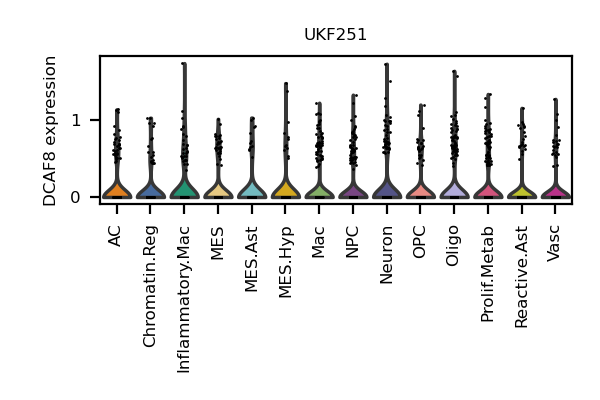 UKF251
DCAF8 expression
1
0
AC
Chromatin.Reg
Inflammatory.Mac
MES
MES.Ast
MES.Hyp
Mac
NPC
Neuron
OPC
Oligo
Prolif.Metab
Reactive.Ast
Vasc